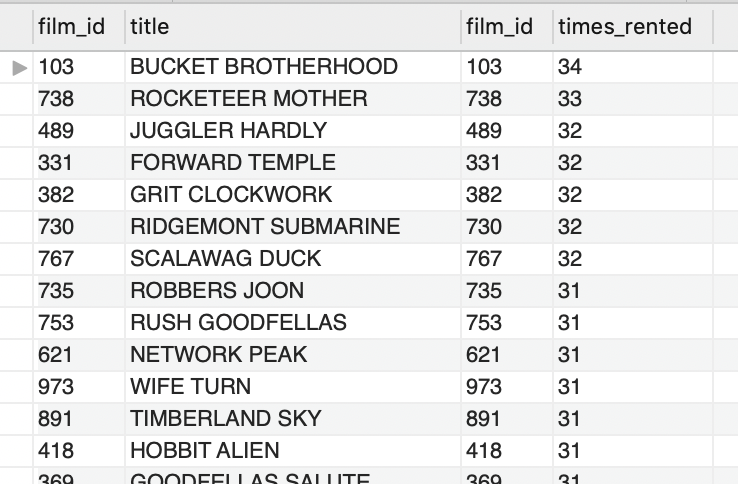 film_id title film_id times_rented
103 BUCKET BROTHERHOOD 103 34
738 ROCKETEER MOTHER 738 33
489 JUGGLER HARDLY 489 32
331 FORWARD TEMPLE 331 32
382 GRIT CLOCKWORK 382 32
730 RIDGEMONT SUBMARINE 730 32
767 SCALAWAG DUCK 767 32
735 ROBBERS JOON 735 31
753 RUSH GOODFELLAS 753 31
621 NETWORK PEAK 621 31
973 WIFE TURN 973 31
891 TIMBERLAND SKY 891 31
418 HOBBIT ALIEN 418 31
369 GOODFELLAS SALUTE 369 31